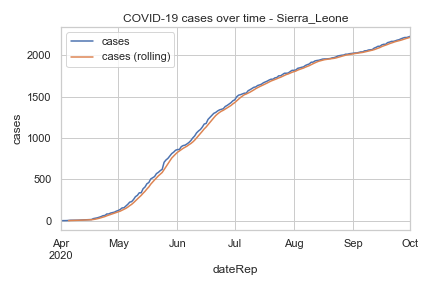 COVID-19 cases over time - Sierra_Leone
cases
cases (rolling)
cases
2000
1500
1000
500
0
Apr May Jun Jul Aug Sep Oct
2020
dateRep